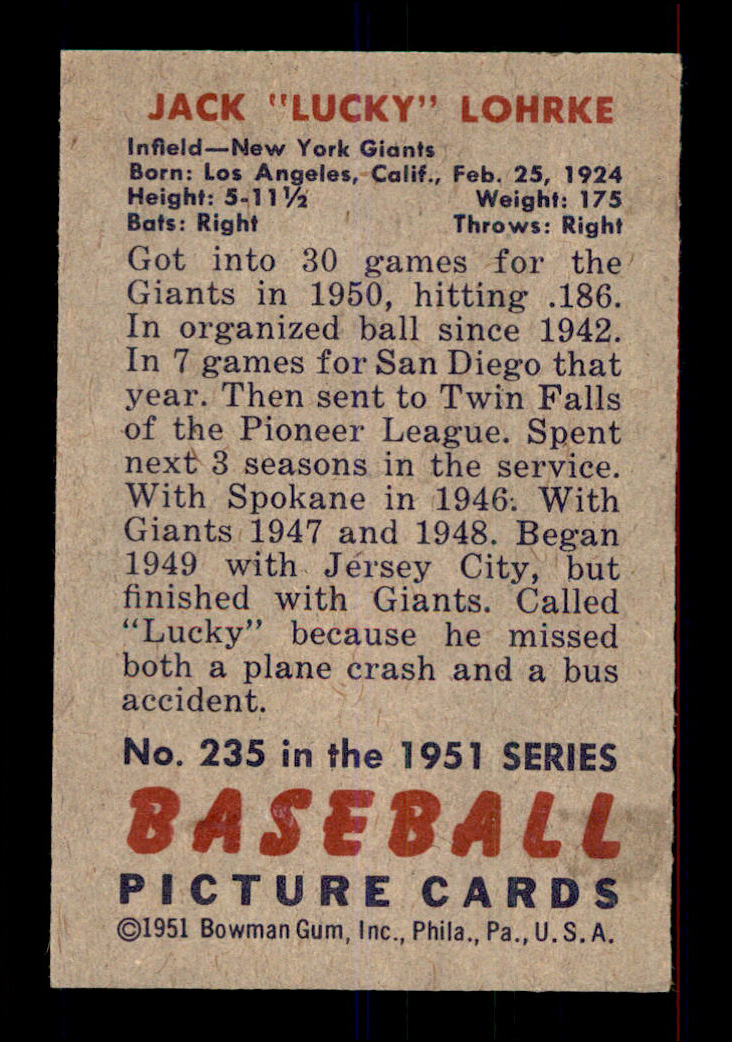 JACK "LUCKY" LOHRKE
Infield—New York Giants
Born: Los Angeles, Calif., Feb. 25, 1924
Height: 5-11½ Weight: 175
Bats: Right Throws: Right
Got into 30 games for the
Giants in 1950, hitting .186.
In organized ball since 1942.
In 7 games for San Diego that
year. Then sent to Twin Falls
of the Pioneer League. Spent
next 3 seasons in the service.
With Spokane in 1946. With
Giants 1947 and 1948. Began
1949 with Jersey City, but
finished with Giants. Called
"Lucky" because he missed
both a plane crash and a bus
accident.
No. 235 in the 1951 SERIES
BASEBALL
PICTURE CARDS
©1951 Bowman Gum, Inc., Phila., Pa., U.S.A.